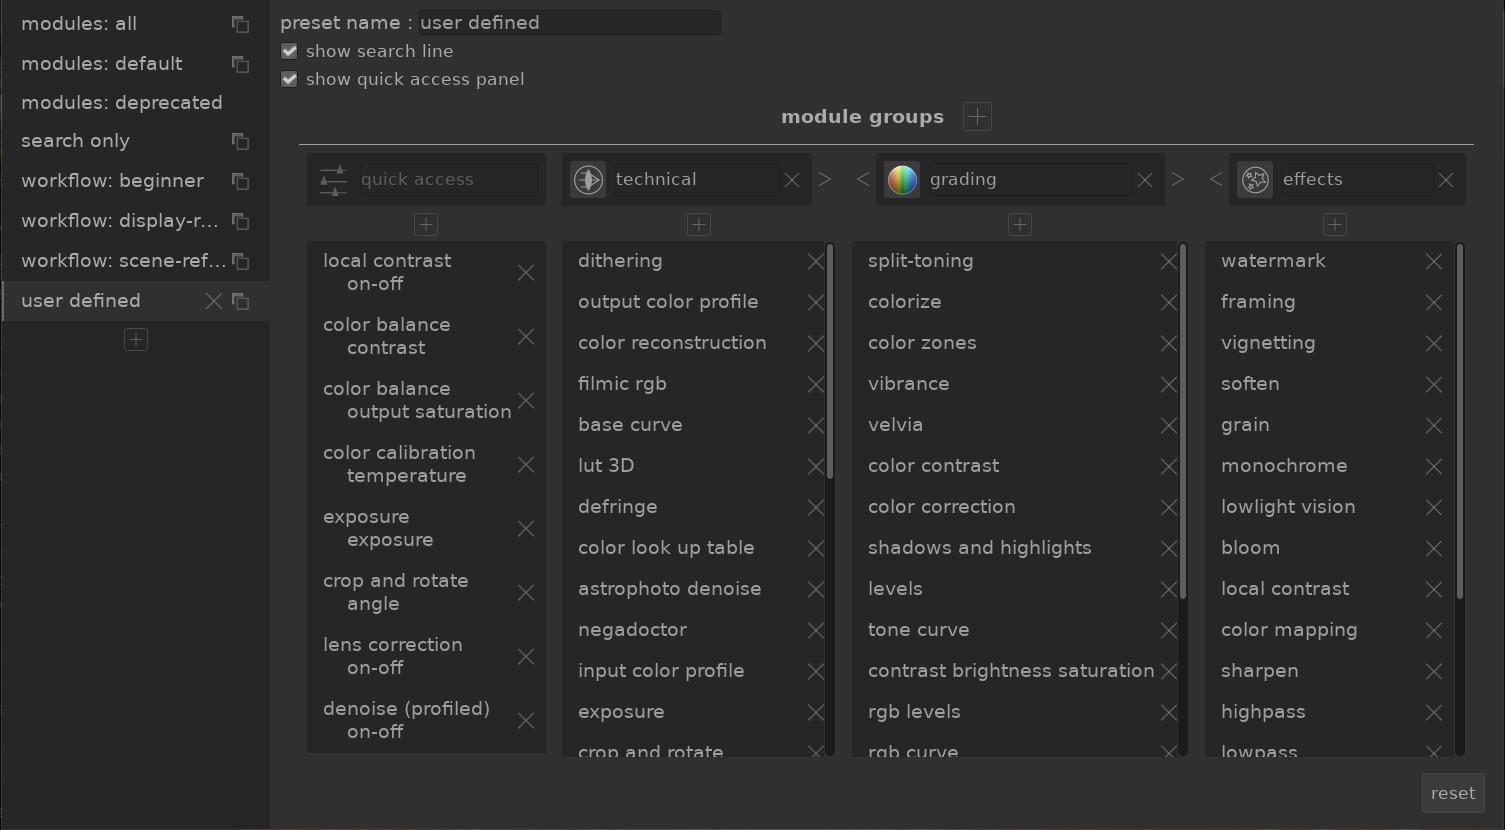 modules: all
modules: default
modules: deprecated
search only
workflow: beginner
workflow: display-r...
workflow: scene-ref...
user defined
preset name : user defined
show search line
show quick access panel
module groups
quick access
technical
grading
effects
local contrast
on-off
color balance
contrast
color balance
output saturation
color calibration
temperature
exposure
exposure
crop and rotate
angle
lens correction
on-off
denoise (profiled)
on-off
dithering
output color profile
color reconstruction
filmic rgb
base curve
lut 3D
defringe
color look up table
astrophoto denoise
negadoctor
input color profile
exposure
crop and rotate
split-toning
colorize
color zones
vibrance
velvia
color contrast
color correction
shadows and highlights
levels
tone curve
contrast brightness saturation
rgb levels
rgb curve
watermark
framing
vignetting
soften
grain
monochrome
lowlight vision
bloom
local contrast
color mapping
sharpen
highpass
lowpass
reset